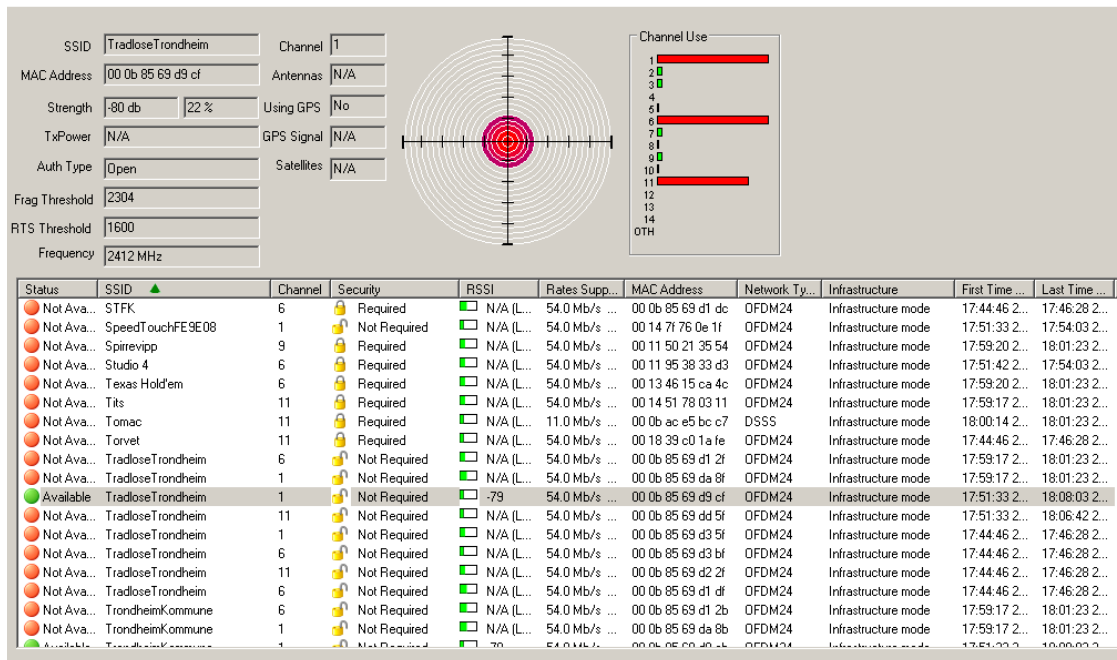 SSID TradloseTrondheim Channel 1
MAC Address 00 0b 85 69 d9 cf Antennas N/A
Strength -80 db 22 % Using GPS No
TxPower N/A GPS Signal N/A
Auth Type Open Satellites N/A
Frag Threshold 2304
RTS Threshold 1600
Frequency 2412 MHz
Channel Use
1
2
3
4
5
6
7
8
9
10
11
12
13
14
OTH
Status SSID Channel Security RSSI Rates Supp... MAC Address Network Ty... Infrastructure First Time ... Last Time ...
Not Ava... STFK 6 Required N/A (L... 54.0 Mb/s ... 00 0b 85 69 d1 dc OFDM24 Infrastructure mode 17:44:46 2... 17:46:28 2...
Not Ava... SpeedTouchFE9E08 1 Not Required N/A (L... 54.0 Mb/s ... 00 14 7f 76 0e 1f OFDM24 Infrastructure mode 17:51:33 2... 17:54:03 2...
Not Ava... Spirrevipp 9 Required N/A (L... 54.0 Mb/s ... 00 11 50 21 35 54 OFDM24 Infrastructure mode 17:59:20 2... 18:01:23 2...
Not Ava... Studio 4 6 Required N/A (L... 54.0 Mb/s ... 00 11 95 38 33 d3 OFDM24 Infrastructure mode 17:51:42 2... 17:54:03 2...
Not Ava... Texas Hold'em 6 Required N/A (L... 54.0 Mb/s ... 00 13 46 15 ca 4c OFDM24 Infrastructure mode 17:59:20 2... 18:01:23 2...
Not Ava... Tits 11 Required N/A (L... 54.0 Mb/s ... 00 14 51 78 03 11 OFDM24 Infrastructure mode 17:59:17 2... 18:01:23 2...
Not Ava... Tomac 11 Required N/A (L... 11.0 Mb/s ... 00 0b ac e5 bc c7 DSSS Infrastructure mode 18:00:14 2... 18:01:23 2...
Not Ava... Torvet 11 Required N/A (L... 54.0 Mb/s ... 00 18 39 c0 1a fe OFDM24 Infrastructure mode 17:44:46 2... 17:46:28 2...
Not Ava... TradloseTrondheim 6 Not Required N/A (L... 54.0 Mb/s ... 00 0b 85 69 d1 2f OFDM24 Infrastructure mode 17:59:17 2... 18:01:23 2...
Not Ava... TradloseTrondheim 1 Not Required N/A (L... 54.0 Mb/s ... 00 0b 85 69 da 8f OFDM24 Infrastructure mode 17:59:17 2... 18:01:23 2...
Available TradloseTrondheim 1 Not Required -79 54.0 Mb/s ... 00 0b 85 69 d9 cf OFDM24 Infrastructure mode 17:51:33 2... 18:08:03 2...
Not Ava... TradloseTrondheim 11 Not Required N/A (L... 54.0 Mb/s ... 00 0b 85 69 dd 5f OFDM24 Infrastructure mode 17:51:33 2... 18:06:42 2...
Not Ava... TradloseTrondheim 1 Not Required N/A (L... 54.0 Mb/s ... 00 0b 85 69 d3 5f OFDM24 Infrastructure mode 17:44:46 2... 17:46:28 2...
Not Ava... TradloseTrondheim 6 Not Required N/A (L... 54.0 Mb/s ... 00 0b 85 69 d3 bf OFDM24 Infrastructure mode 17:44:46 2... 17:46:28 2...
Not Ava... TradloseTrondheim 11 Not Required N/A (L... 54.0 Mb/s ... 00 0b 85 69 d2 2f OFDM24 Infrastructure mode 17:44:46 2... 17:46:28 2...
Not Ava... TradloseTrondheim 6 Not Required N/A (L... 54.0 Mb/s ... 00 0b 85 69 d1 df OFDM24 Infrastructure mode 17:44:46 2... 17:46:28 2...
Not Ava... TrondheimKommune 6 Not Required N/A (L... 54.0 Mb/s ... 00 0b 85 69 d1 2b OFDM24 Infrastructure mode 17:59:17 2... 18:01:23 2...
Not Ava... TrondheimKommune 1 Not Required N/A (L... 54.0 Mb/s ... 00 0b 85 69 da 8b OFDM24 Infrastructure mode 17:59:17 2... 18:01:23 2...